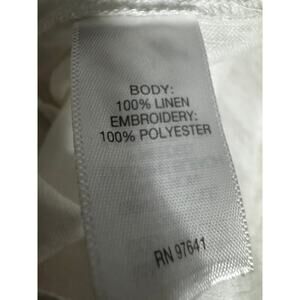 BODY:
100% LINEN
EMBROIDERY:
100% POLYESTER
RN 97641